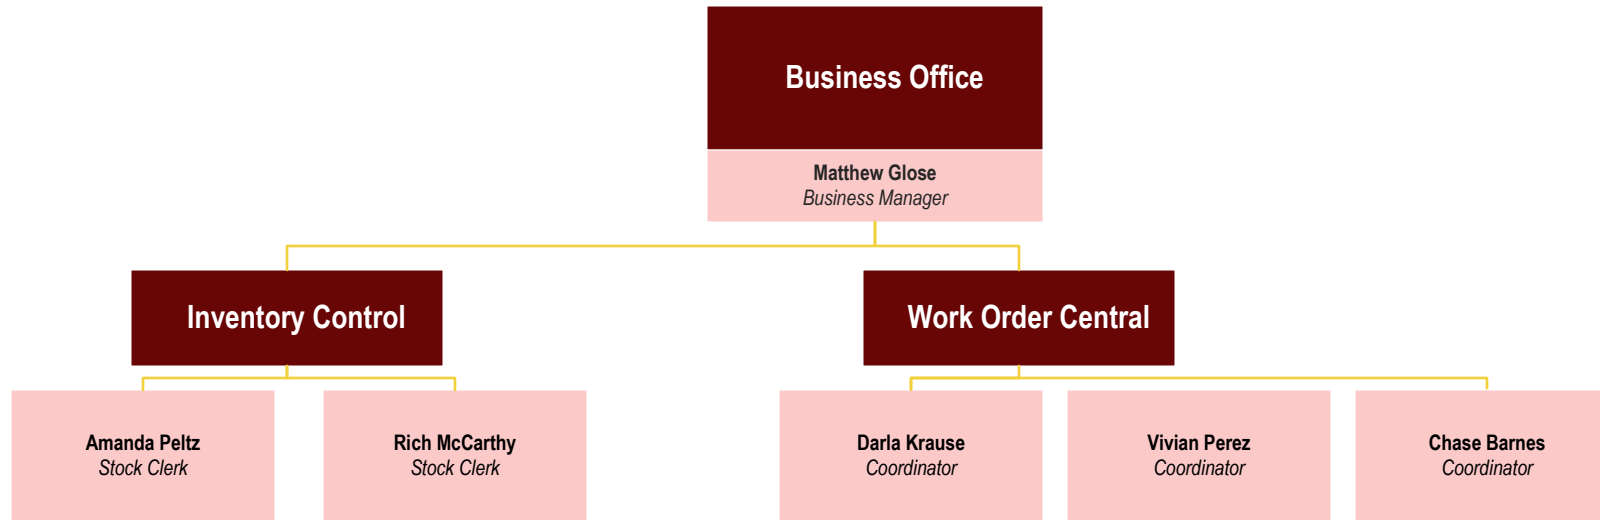 Business Office
Matthew Glose
Business Manager
Inventory Control
Work Order Central
Amanda Peltz
Stock Clerk
Rich McCarthy
Stock Clerk
Darla Krause
Coordinator
Vivian Perez
Coordinator
Chase Barnes
Coordinator